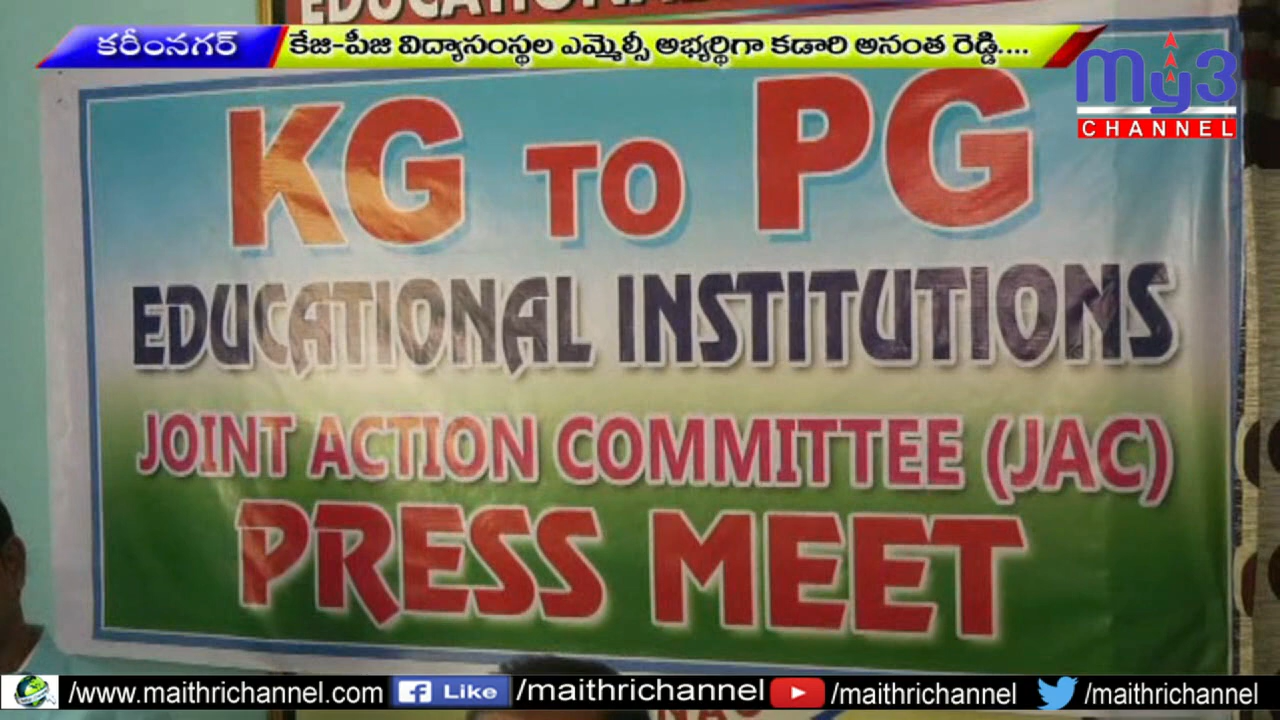 EDUCATIONAL
కరీంనగర్ కేజి-పీజి విద్యాసంస్థల ఎమ్మెల్సీ అభ్యర్థిగా కడారి అనంత రెడ్డి....
my3
CHANNEL
KG TO PG
EDUCATIONAL INSTITUTIONS
JOINT ACTION COMMITTEE (JAC)
PRESS MEET
/www.maithrichannel.com f Like /maithrichannel /maithrichannel /maithrichannel